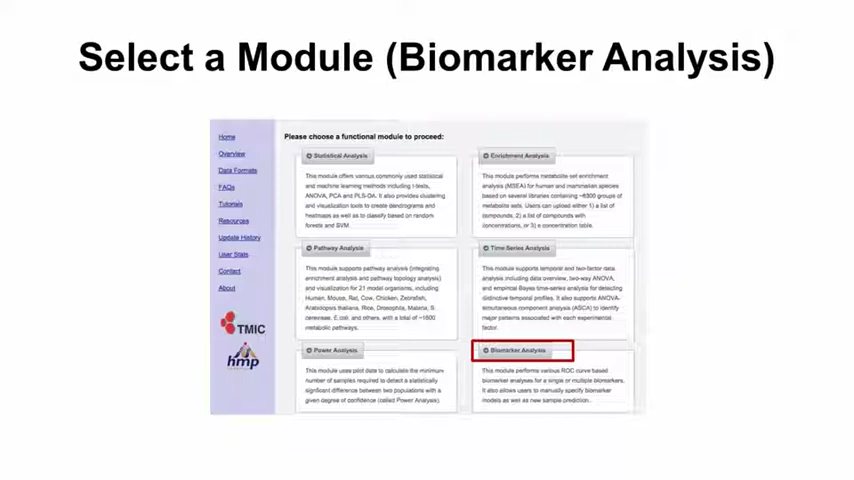 Select a Module (Biomarker Analysis)
Please choose a functional module to proceed:
Home
Overview
Data Formats
FAQs
Tutorials
Resources
Update History
User Stats
Contact
About
TMIC
hmp
Statistical Analysis
This module offers various commonly used statistical
and machine learning methods including t-tests,
ANOVA, PCA and PLS-DA. It also provides clustering
and visualization tools to create dendrograms and
heatmaps as well as to classify based on random
forests and SVM.
Enrichment Analysis
This module performs metabolite set enrichment
analysis (MSEA) for human and mammalian species
based on several libraries containing ~6300 groups of
metabolite sets. Users can upload either 1) a list of
compounds, 2) a list of compounds with
concentrations, or 3) a concentration table.
Pathway Analysis
This module supports pathway analysis (integrating
enrichment analysis and pathway topology analysis)
and visualization for 21 model organisms, including
Human, Mouse, Rat, Cow, Chicken, Zebrafish,
Arabidopsis thaliana, Rice, Drosophila, Malaria, S.
cerevisae, E.coli, and others, with a total of ~1600
metabolic pathways.
Time-Series Analysis
This module supports temporal and two-factor data
analysis including data overview, two-way ANOVA,
and empirical Bayes time-series analysis for detecting
distinctive temporal profiles. It also supports ANOVA-
simultaneous component analysis (ASCA) to identify
major patterns associated with each experimental
factor.
Power Analysis
This module uses pilot data to calculate the minimum
number of samples required to detect a statistically
significant difference between two populations with a
given degree of confidence (called Power Analysis).
Biomarker Analysis
This module performs various ROC curve based
biomarker analyses for a single or multiple biomarkers.
It also allows users to manually specify biomarker
models as well as new sample prediction.